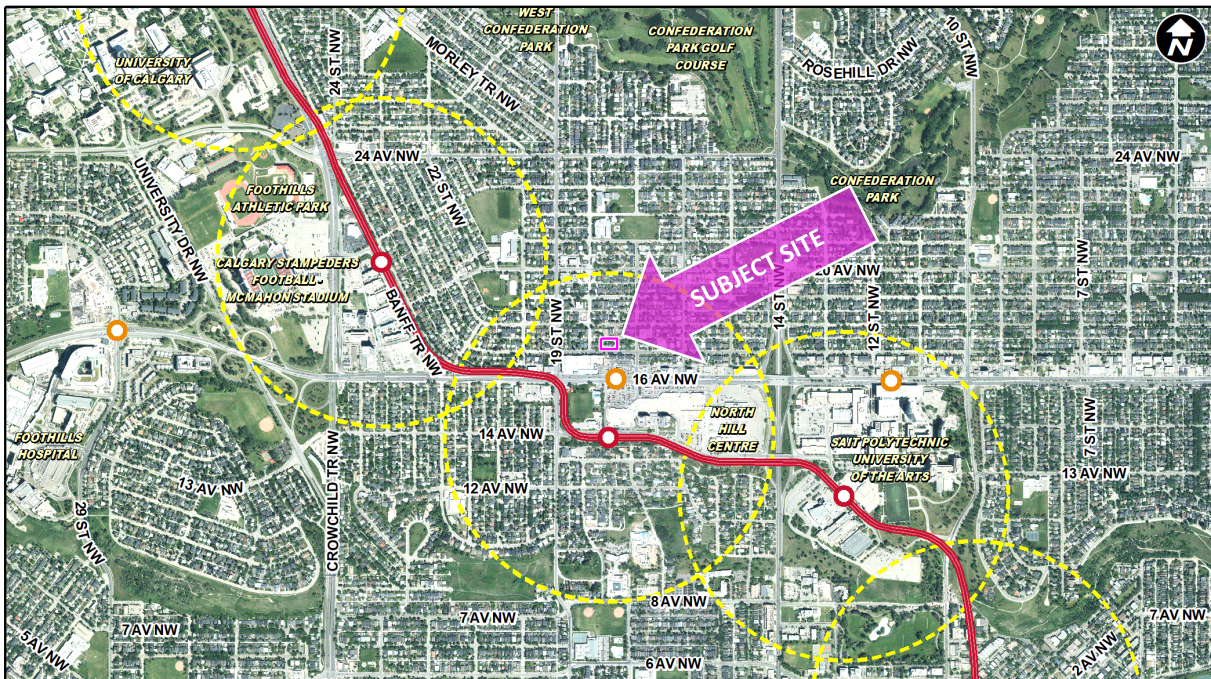 WEST
CONFEDERATION
PARK
CONFEDERATION
PARK GOLF
COURSE
10 ST NW
N
UNIVERSITY
OF CALGARY
24 ST NW
MORLEY TR NW
ROSEHILL DR NW
24 AV NW
24 AV NW
UNIVERSITY DR NW
FOOTHILLS
ATHLETIC PARK
22 ST NW
CONFEDERATION
PARK
CALGARY STAMPEDERS
FOOTBALL -
MCMAHON STADIUM
BANFF TR NW
19 ST NW
SUBJECT SITE
14 ST NW
20 AV NW
12 ST NW
7 ST NW
16 AV NW
FOOTHILLS
HOSPITAL
14 AV NW
NORTH
HILL
CENTRE
SAIT POLYTECHNIC
UNIVERSITY
OF THE ARTS
7 ST NW
13 AV NW
12 AV NW
13 AV NW
29 ST NW
CROWCHILD TR NW
8 AV NW
7 AV NW
7 AV NW
7 AV NW
5 AV NW
6 AV NW
2 AV NW